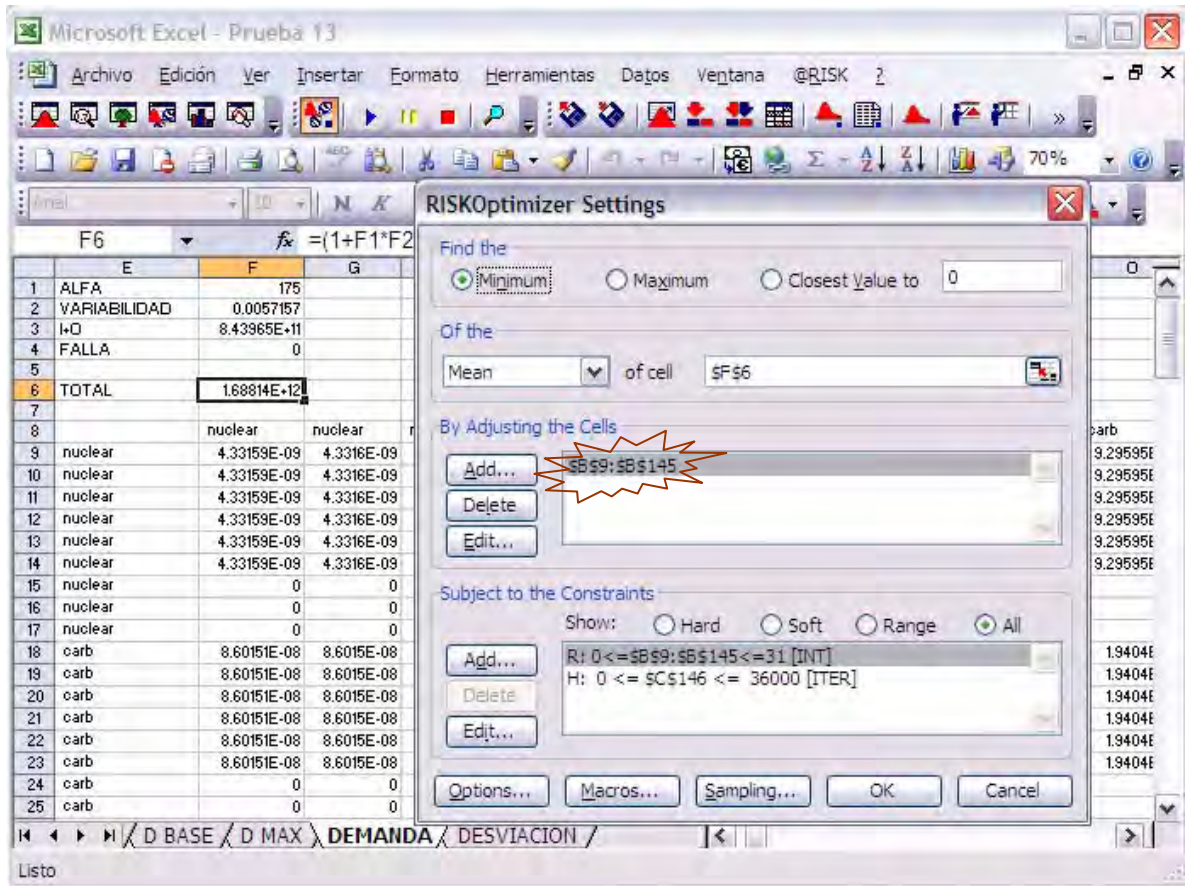 Microsoft Excel - Prueba 13
Archivo Edición Ver Insertar Formato Herramientas Datos Ventana @RISK ?
70%
10 N K
RISKOptimizer Settings
F6 fx =(1+F1*F2
Find the
Minimum Maximum Closest Value to 0
Of the
Mean of cell $F$6
By Adjusting the Cells
Add... $B$9:$B$145
Delete
Edit...
Subject to the Constraints
Show: Hard Soft Range All
Add... R: 0<=$B$9:$B$145<=31 [INT]
H: 0 <= $C$146 <= 36000 [ITER]
Delete
Edit...
Options... Macros... Sampling... OK Cancel
E F G O
1 ALFA 175
2 VARIABILIDAD 0.0057157
3 I+O 8.43965E+11
4 FALLA 0
5
6 TOTAL 1.68814E+12
7
8 nuclear nuclear carb
9 nuclear 4.33159E-09 4.3316E-09 9.29595E
10 nuclear 4.33159E-09 4.3316E-09 9.29595E
11 nuclear 4.33159E-09 4.3316E-09 9.29595E
12 nuclear 4.33159E-09 4.3316E-09 9.29595E
13 nuclear 4.33159E-09 4.3316E-09 9.29595E
14 nuclear 4.33159E-09 4.3316E-09 9.29595E
15 nuclear 0 0
16 nuclear 0 0
17 nuclear 0 0
18 carb 8.60151E-08 8.6015E-08 1.9404E
19 carb 8.60151E-08 8.6015E-08 1.9404E
20 carb 8.60151E-08 8.6015E-08 1.9404E
21 carb 8.60151E-08 8.6015E-08 1.9404E
22 carb 8.60151E-08 8.6015E-08 1.9404E
23 carb 8.60151E-08 8.6015E-08 1.9404E
24 carb 0 0
25 carb 0 0
D BASE / D MAX \ DEMANDA / DESVIACION /
Listo